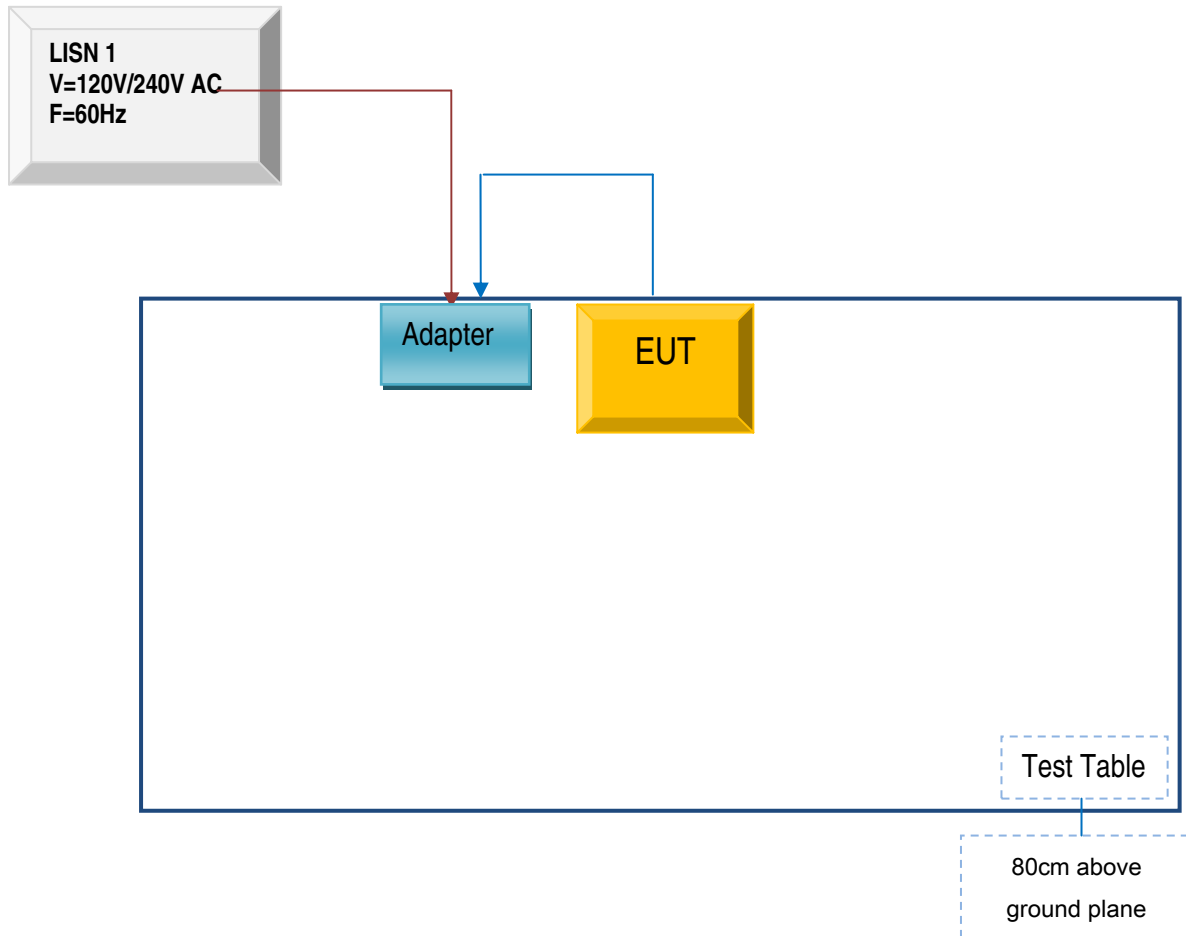 LISN 1
V=120V/240V AC
F=60Hz
Adapter
EUT
Test Table
80cm above
ground plane